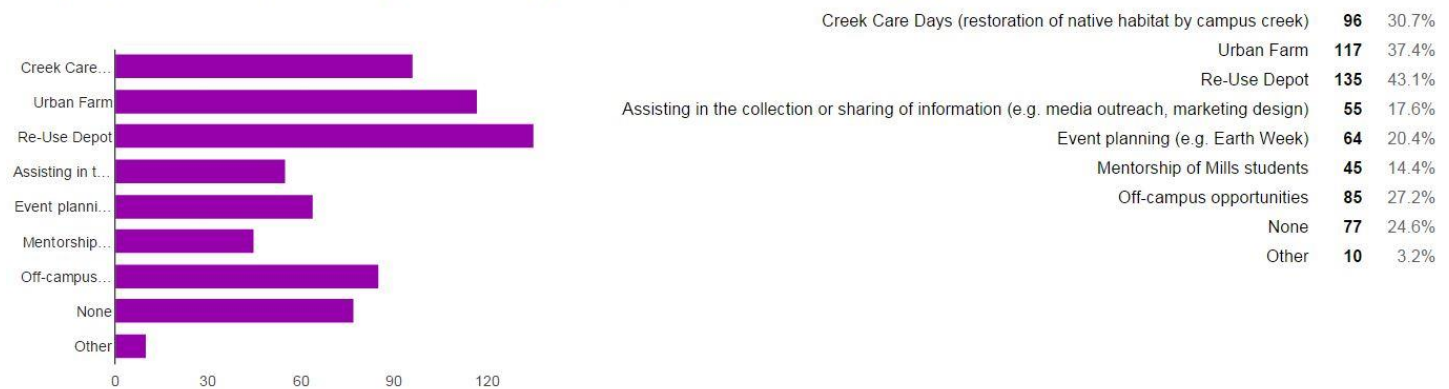 Creek Care...
Urban Farm
Re-Use Depot
Assisting in t...
Event planni...
Mentorship...
Off-campus...
None
Other
0 30 60 90 120
Creek Care Days (restoration of native habitat by campus creek) 96 30.7%
Urban Farm 117 37.4%
Re-Use Depot 135 43.1%
Assisting in the collection or sharing of information (e.g. media outreach, marketing design) 55 17.6%
Event planning (e.g. Earth Week) 64 20.4%
Mentorship of Mills students 45 14.4%
Off-campus opportunities 85 27.2%
None 77 24.6%
Other 10 3.2%